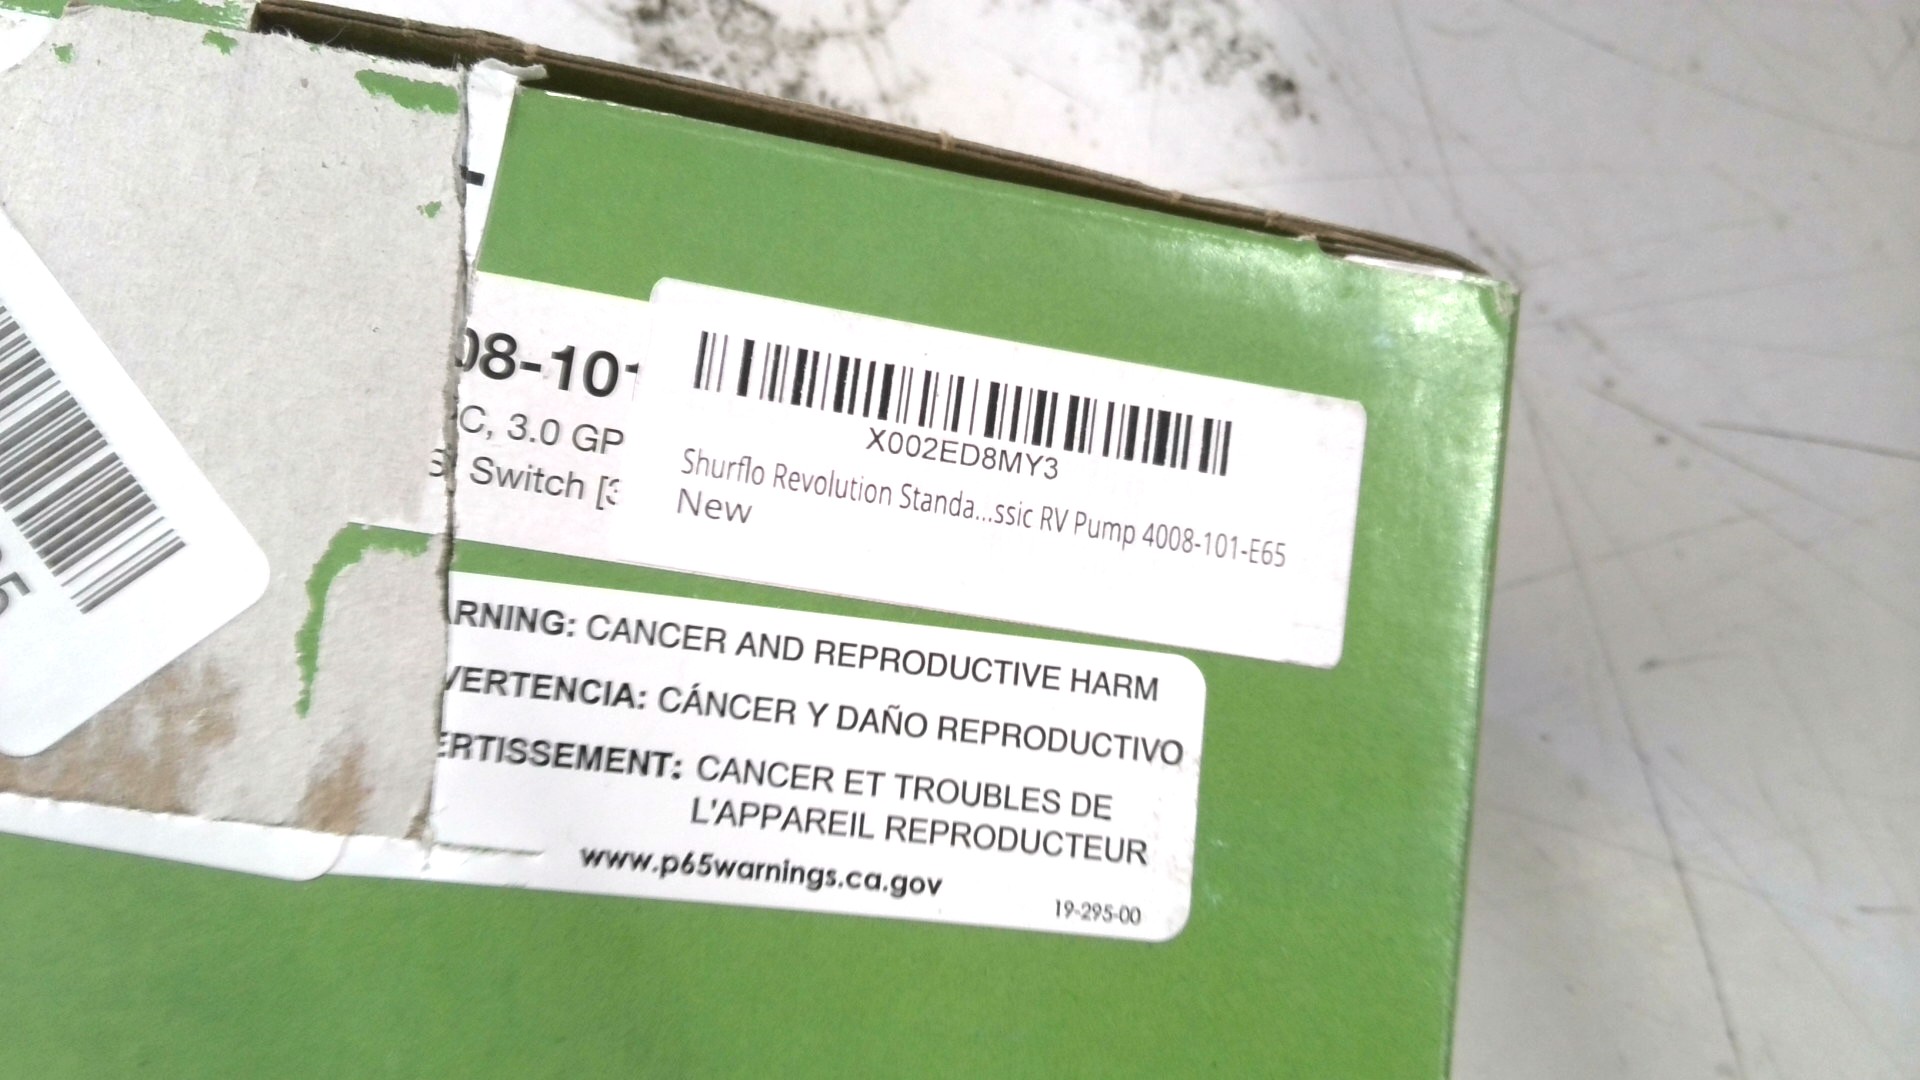 08-101
C, 3.0 GP
Switch [3
X002ED8MY3
Shurflo Revolution Standa...ssic RV Pump 4008-101-E65
New
ARNING: CANCER AND REPRODUCTIVE HARM
VERTENCIA: CÁNCER Y DAÑO REPRODUCTIVO
ERTISSEMENT: CANCER ET TROUBLES DE
L'APPAREIL REPRODUCTEUR
www.p65warnings.ca.gov
19-295-00